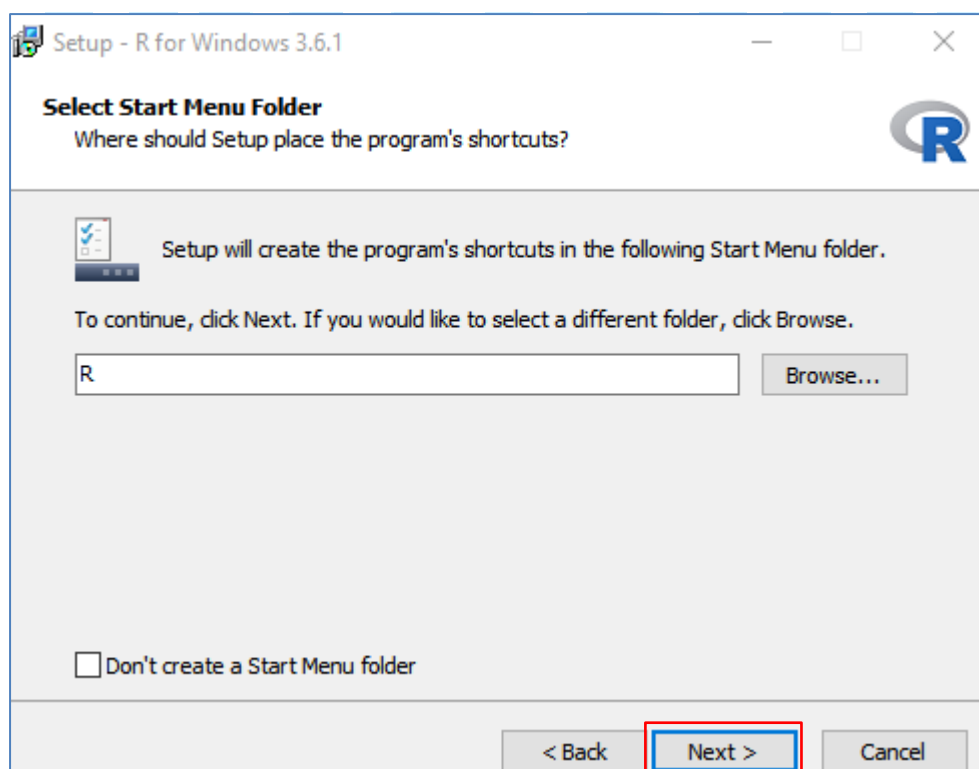 Setup - R for Windows 3.6.1
Select Start Menu Folder
Where should Setup place the program's shortcuts?
R
Setup will create the program's shortcuts in the following Start Menu folder.
To continue, click Next. If you would like to select a different folder, click Browse.
R
Browse...
Don't create a Start Menu folder
< Back
Next >
Cancel